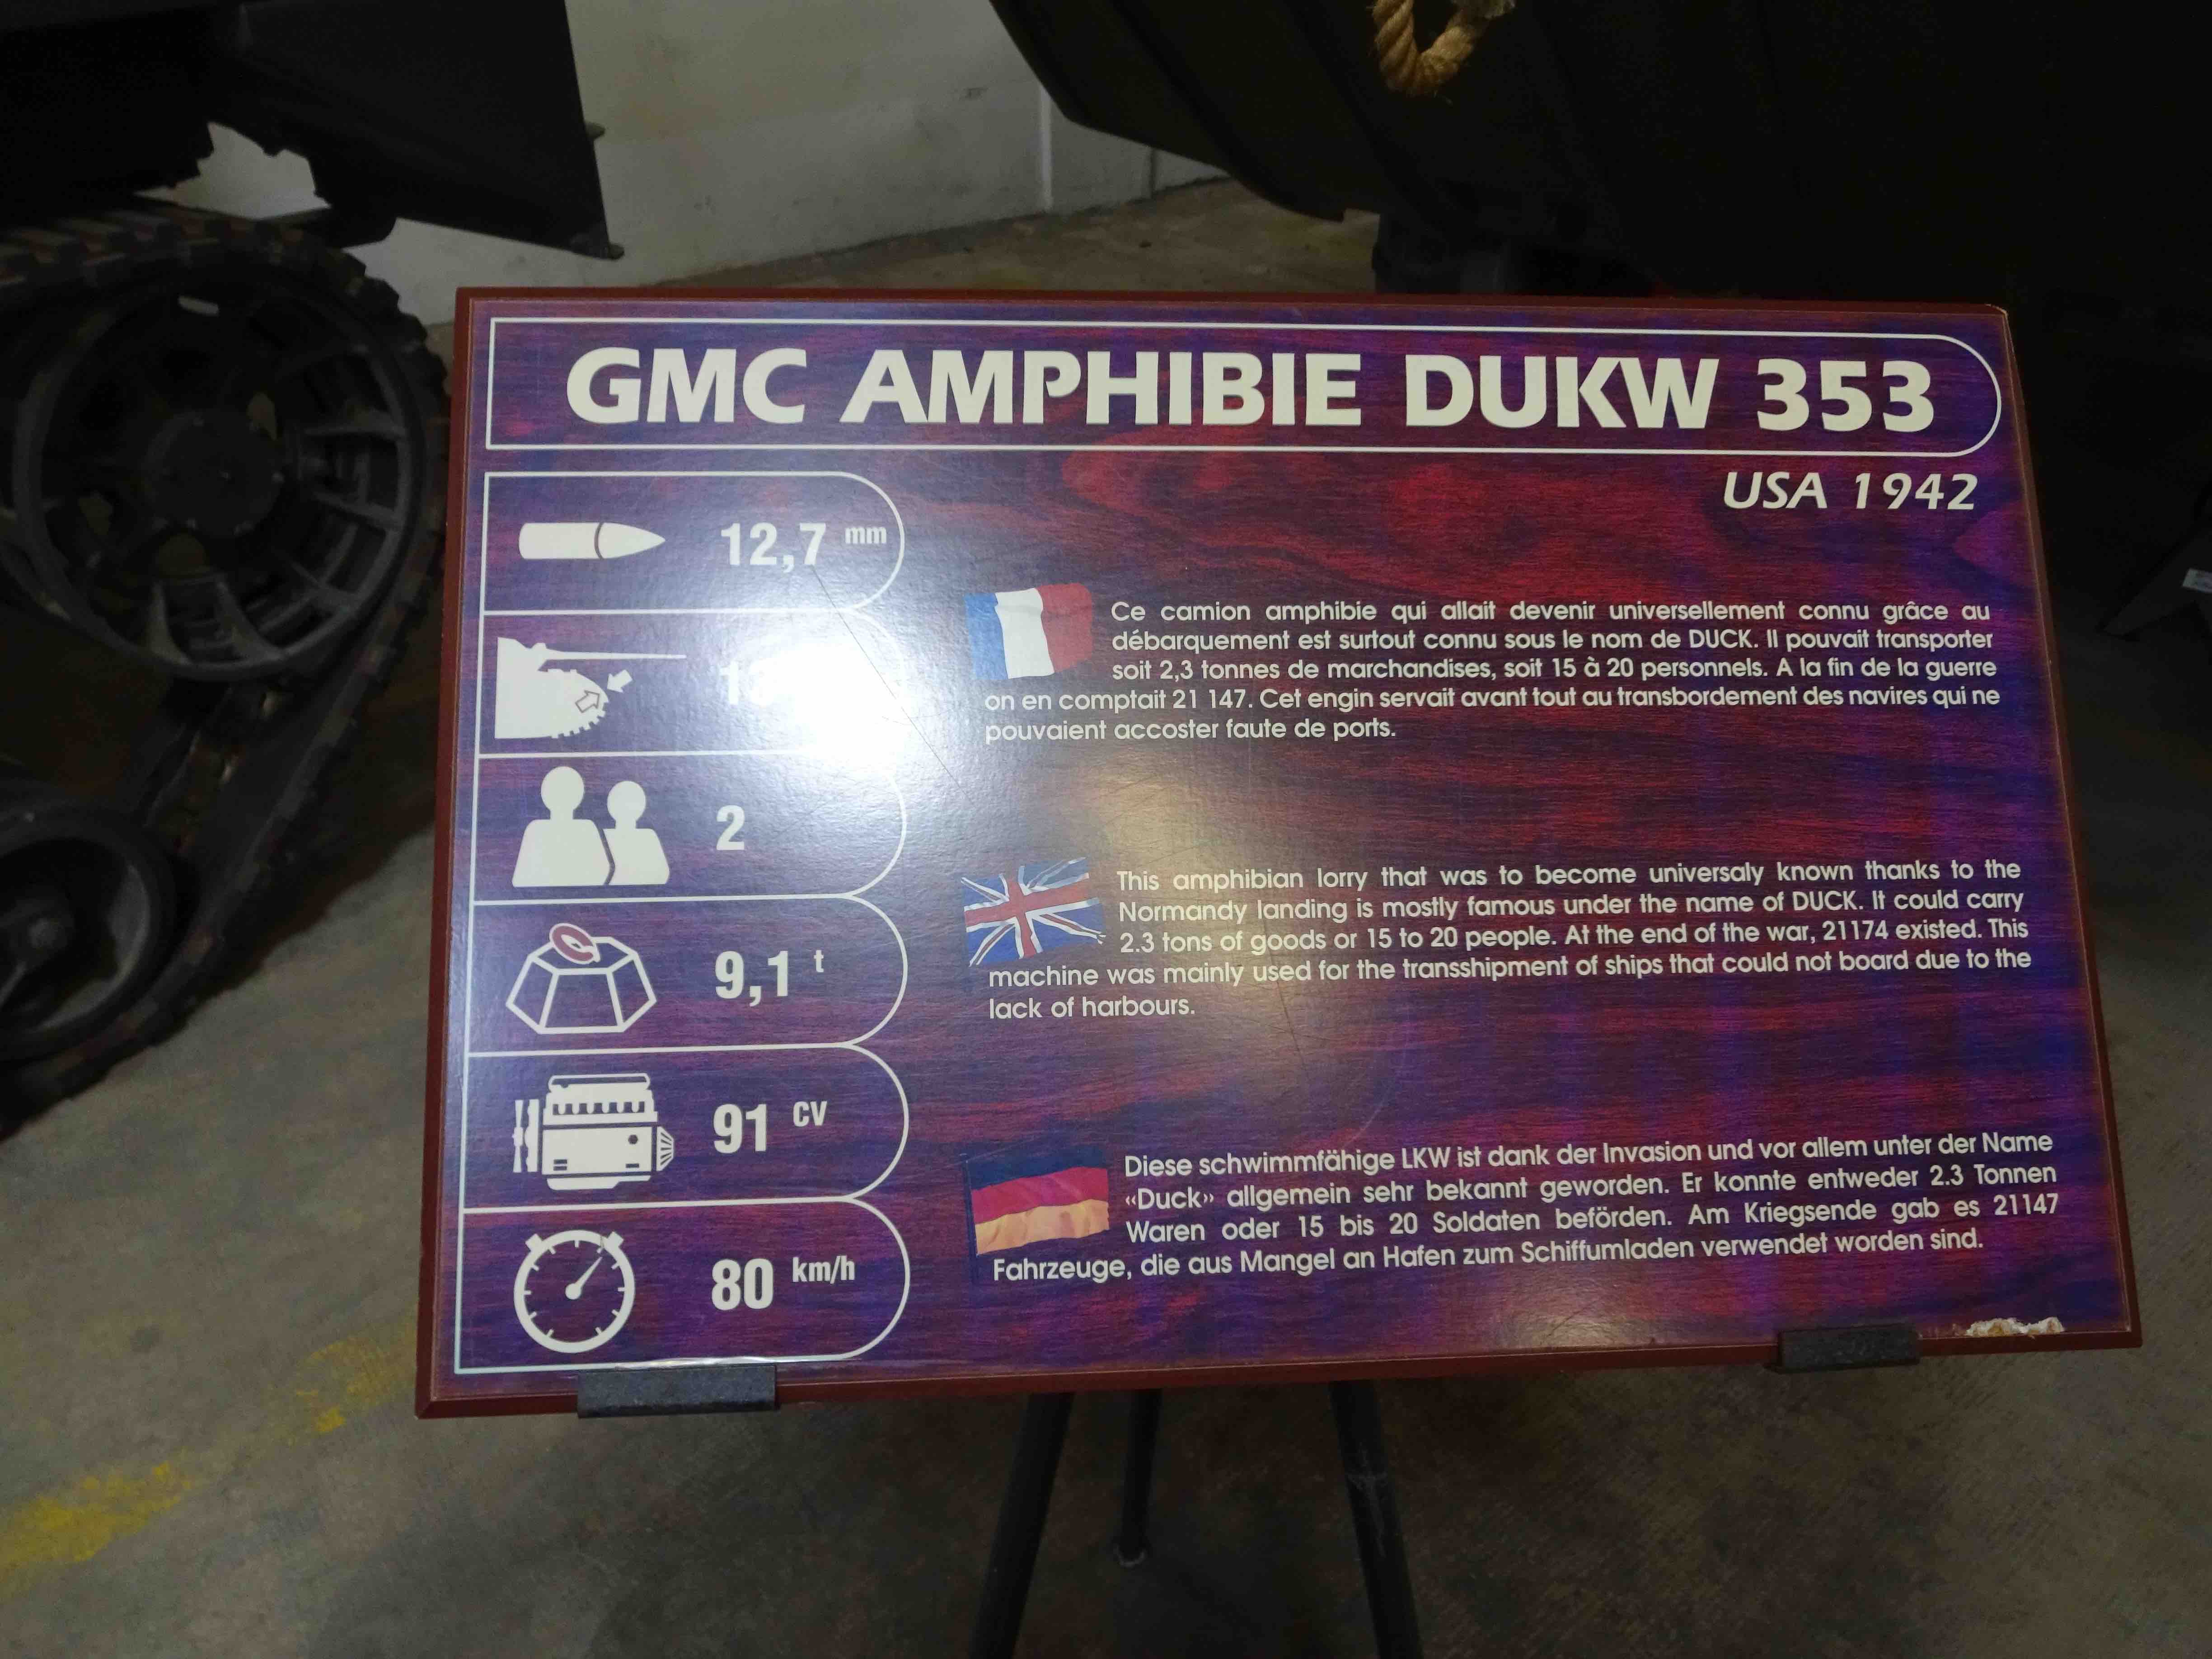 GMC AMPHIBIE DUKW 353
USA 1942
12,7 mm
2
9,1 t
91 CV
80 km/h
Ce camion amphibie qui allait devenir universellement connu grâce au
débarquement est surtout connu sous le nom de DUCK. Il pouvait transporter
soit 2,3 tonnes de marchandises, soit 15 à 20 personnels. A la fin de la guerre
on en comptait 21 147. Cet engin servait avant tout au transbordement des navires qui ne
pouvaient accoster faute de ports.
This amphibian lorry that was to become universaly known thanks to the
Normandy landing is mostly famous under the name of DUCK. It could carry
2.3 tons of goods or 15 to 20 people. At the end of the war, 21174 existed. This
machine was mainly used for the transshipment of ships that could not board due to the
lack of harbours.
Diese schwimmfähige LKW ist dank der Invasion und vor allem unter der Name
«Duck» allgemein sehr bekannt geworden. Er konnte entweder 2.3 Tonnen
Waren oder 15 bis 20 Soldaten beförden. Am Kriegsende gab es 21147
Fahrzeuge, die aus Mangel an Hafen zum Schiffumladen verwendet worden sind.